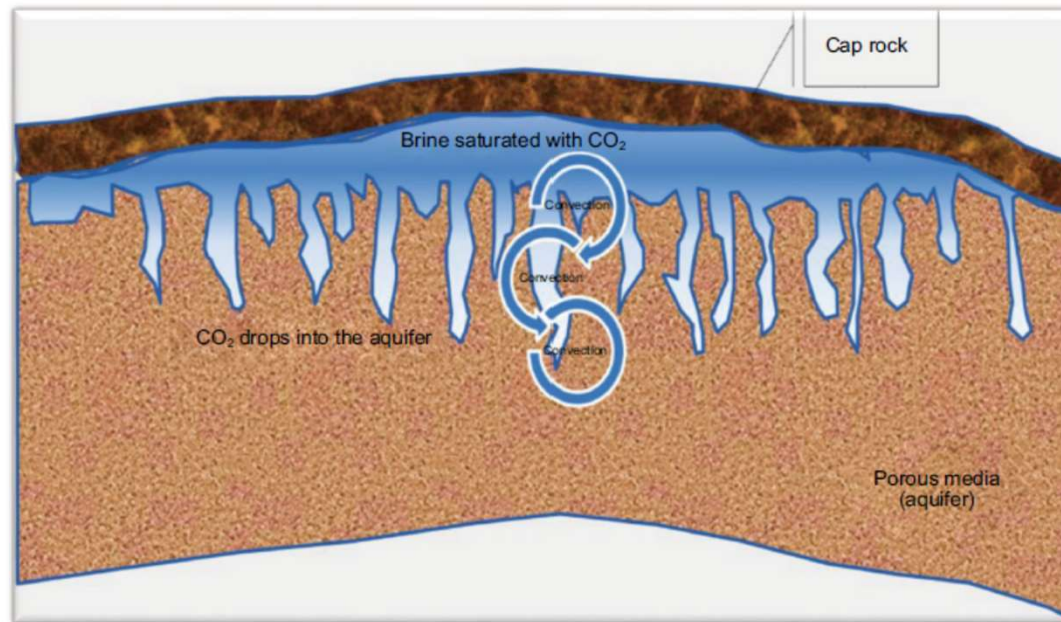 Cap rock
Brine saturated with CO₂
Convection
Convection
CO₂ drops into the aquifer
Convection
Porous media
(aquifer)